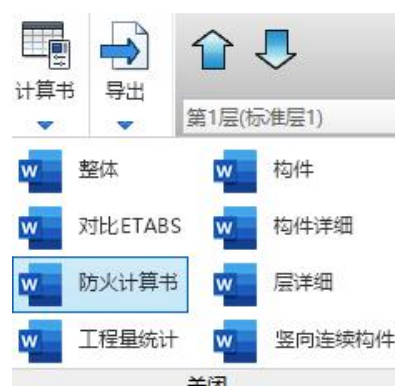 计算书 导出
第1层(标准层1)
整体 构件
对比ETABS 构件详细
防火计算书 层详细
工程量统计 竖向连续构件
关闭